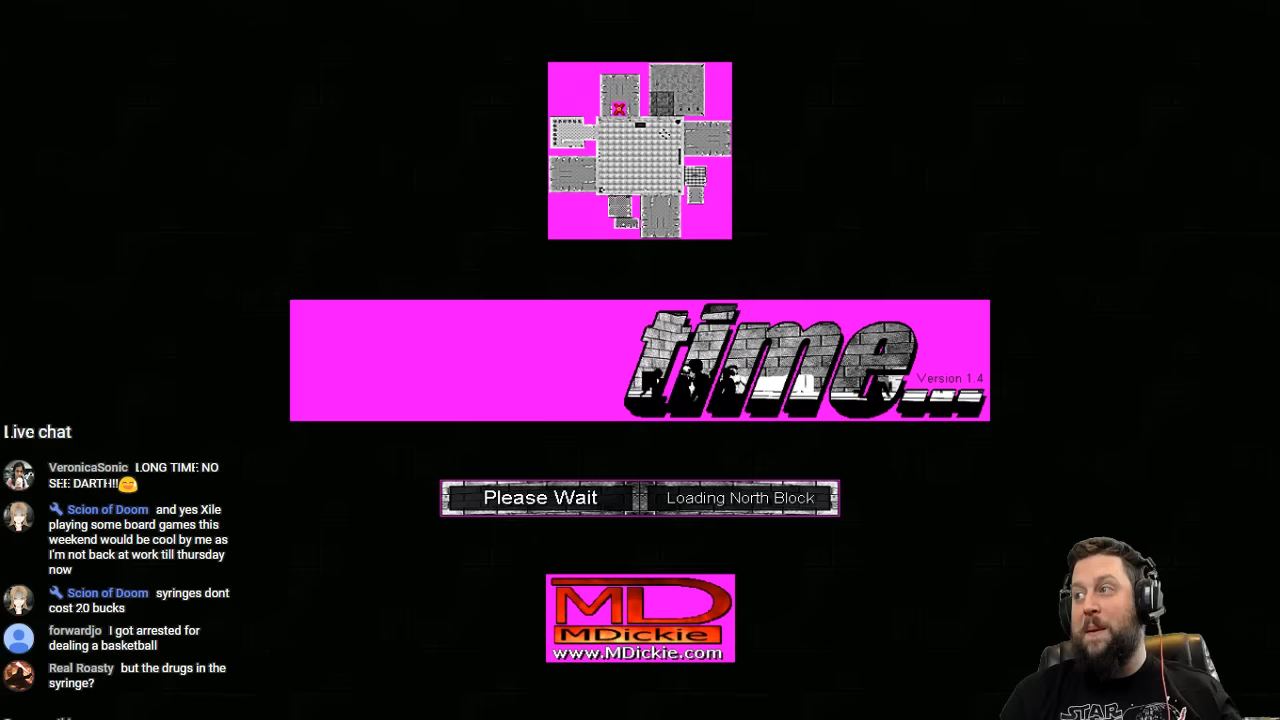 time...
Version 1.4
Please Wait
Loading North Block
MD
MDickie
www.MDickie.com
Live chat
VeronicaSonic LONG TIME NO
SEE DARTH!!😊
Scion of Doom and yes Xile
playing some board games this
weekend would be cool by me as
I'm not back at work till thursday
now
Scion of Doom syringes dont
cost 20 bucks
forwardjo I got arrested for
dealing a basketball
Real Roasty but the drugs in the
syringe?
STAR